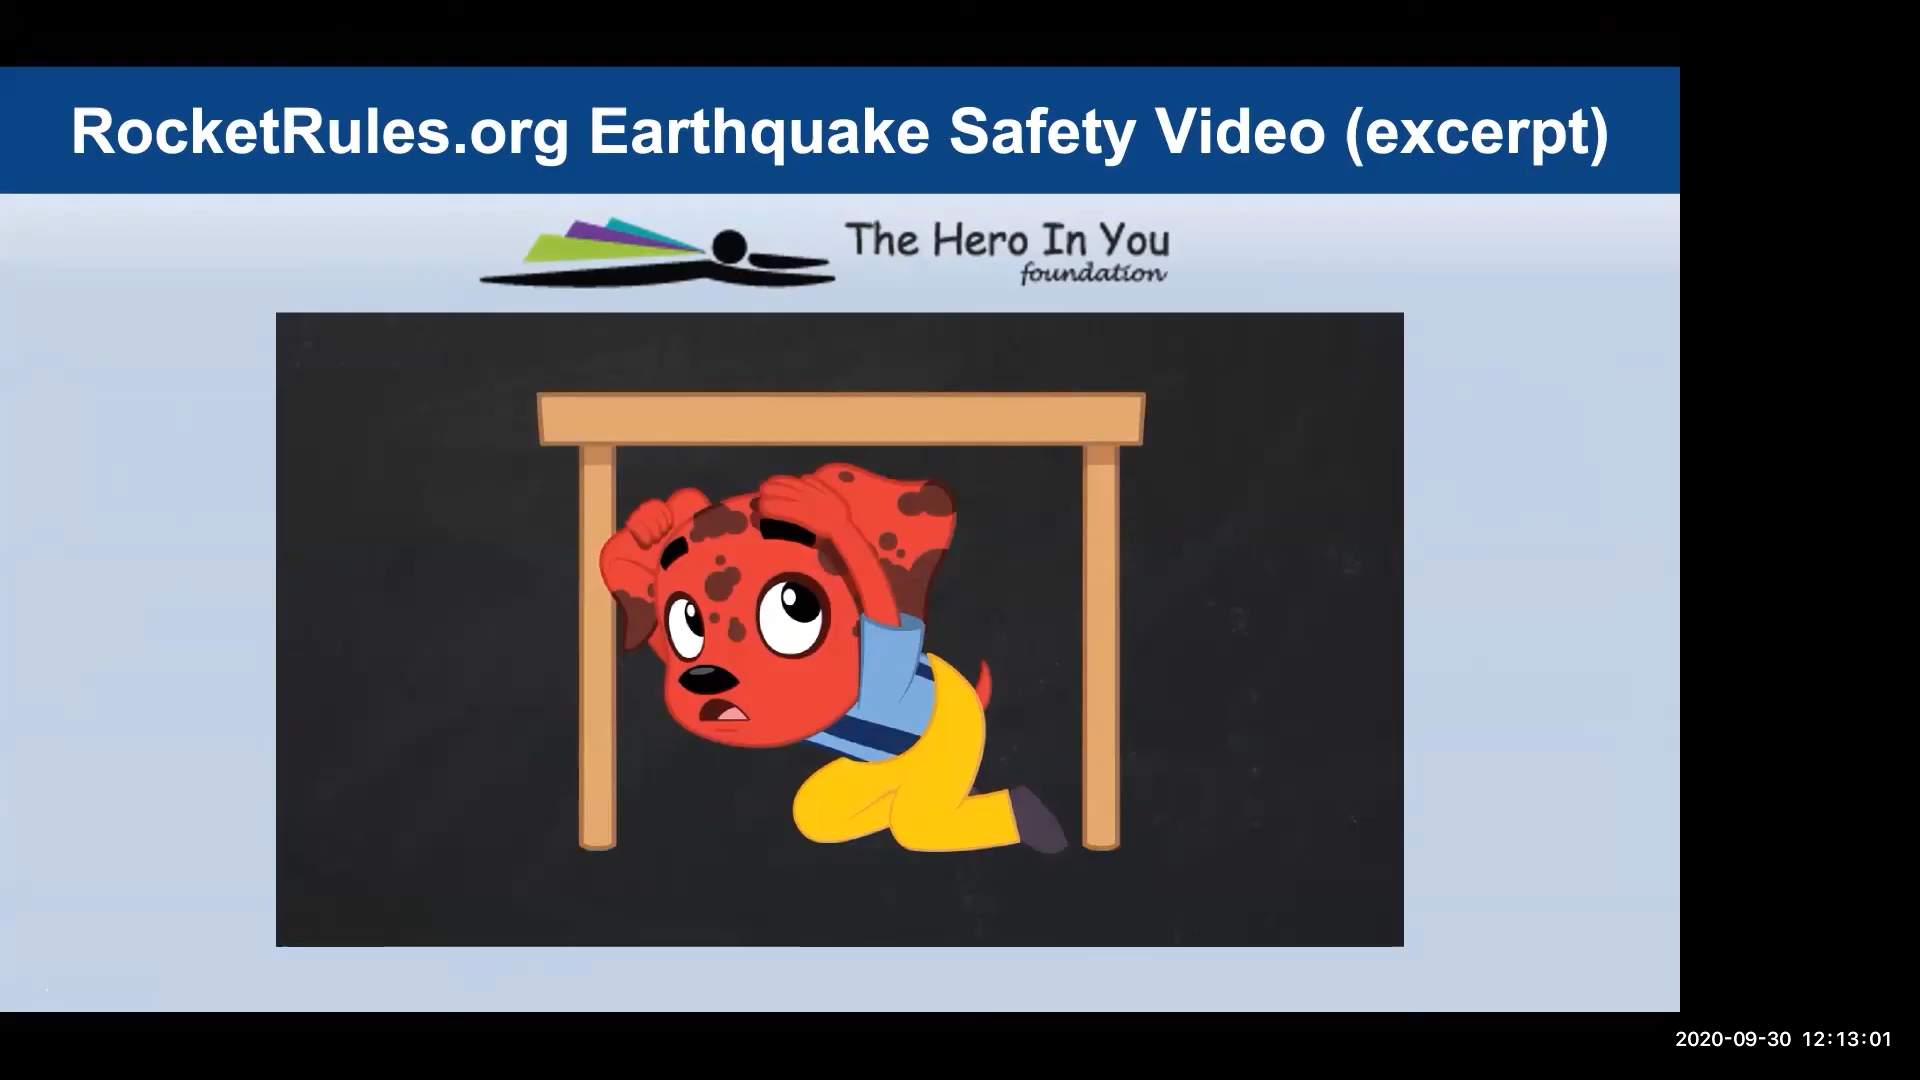 RocketRules.org Earthquake Safety Video (excerpt)
The Hero In You
foundation
2020-09-30 12:13:01